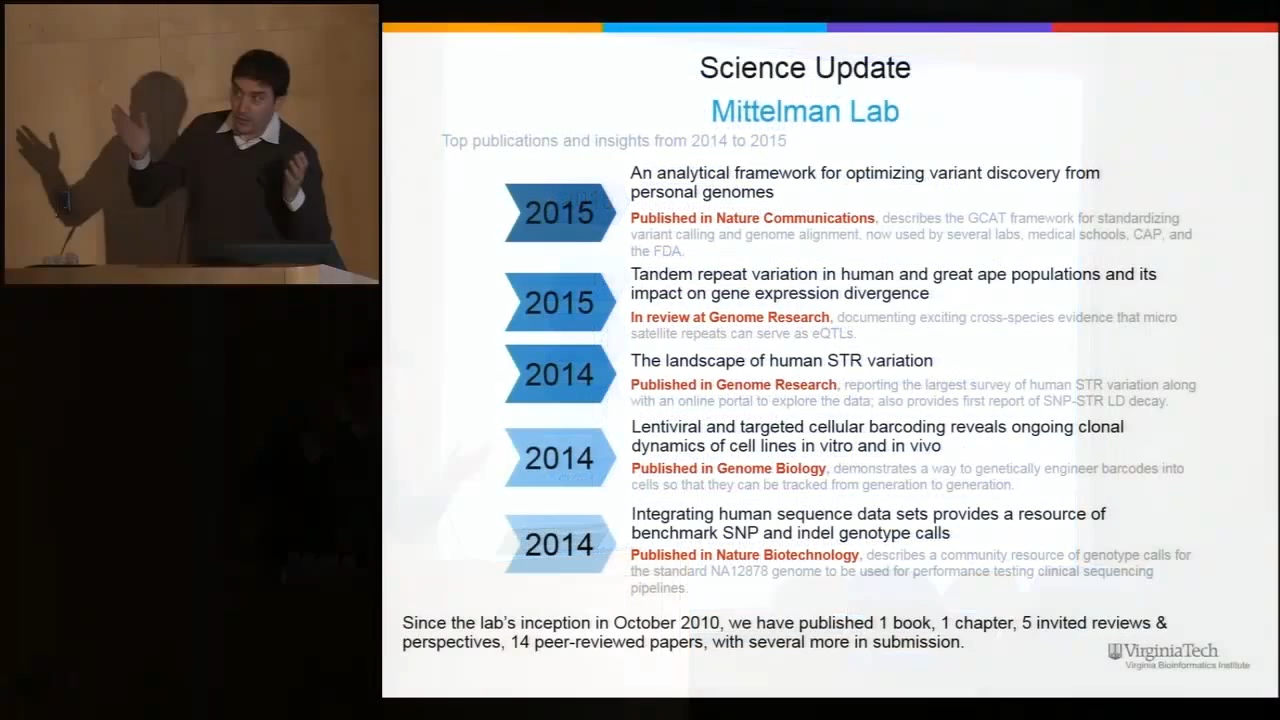 Science Update
Mittelman Lab
Top publications and insights from 2014 to 2015
2015
An analytical framework for optimizing variant discovery from
personal genomes
Published in Nature Communications, describes the GCAT framework for standardizing
variant calling and genome alignment, now used by several labs, medical schools, CAP, and
the FDA.
2015
Tandem repeat variation in human and great ape populations and its
impact on gene expression divergence
In review at Genome Research, documenting exciting cross-species evidence that micro
satellite repeats can serve as eQTLs.
2014
The landscape of human STR variation
Published in Genome Research, reporting the largest survey of human STR variation along
with an online portal to explore the data; also provides first report of SNP-STR LD decay.
2014
Lentiviral and targeted cellular barcoding reveals ongoing clonal
dynamics of cell lines in vitro and in vivo
Published in Genome Biology, demonstrates a way to genetically engineer barcodes into
cells so that they can be tracked from generation to generation.
2014
Integrating human sequence data sets provides a resource of
benchmark SNP and indel genotype calls
Published in Nature Biotechnology, describes a community resource of genotype calls for
the standard NA12878 genome to be used for performance testing clinical sequencing
pipelines.
Since the lab's inception in October 2010, we have published 1 book, 1 chapter, 5 invited reviews &
perspectives, 14 peer-reviewed papers, with several more in submission.
VirginiaTech
Virginia Bioinformatics Institute